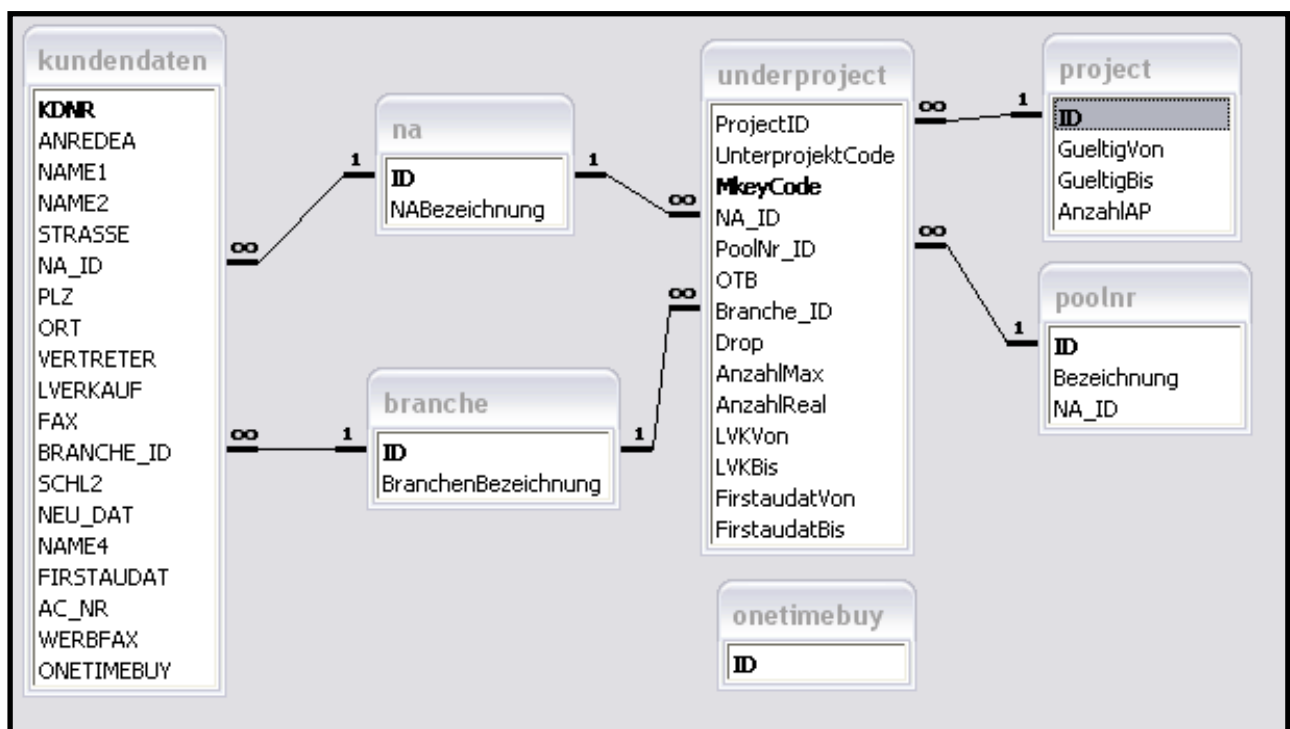 kundendaten
KDNR
ANREDEA
NAME1
NAME2
STRASSE
NA_ID
PLZ
ORT
VERTRETER
LVERKAUF
FAX
BRANCHE_ID
SCHL2
NEU_DAT
NAME4
FIRSTAUDAT
AC_NR
WERBFAX
ONETIMEBUY
∞
∞
1
1
na
ID
NABezeichnung
1
1
branche
ID
BranchenBezeichnung
∞
∞
underproject
ProjectID
UnterprojektCode
MkeyCode
NA_ID
PoolNr_ID
OTB
Branche_ID
Drop
AnzahlMax
AnzahlReal
LVKVon
LVKBis
FirstaudatVon
FirstaudatBis
∞
∞
1
1
project
ID
GueltigVon
GueltigBis
AnzahlAP
poolnr
ID
Bezeichnung
NA_ID
onetimebuy
ID